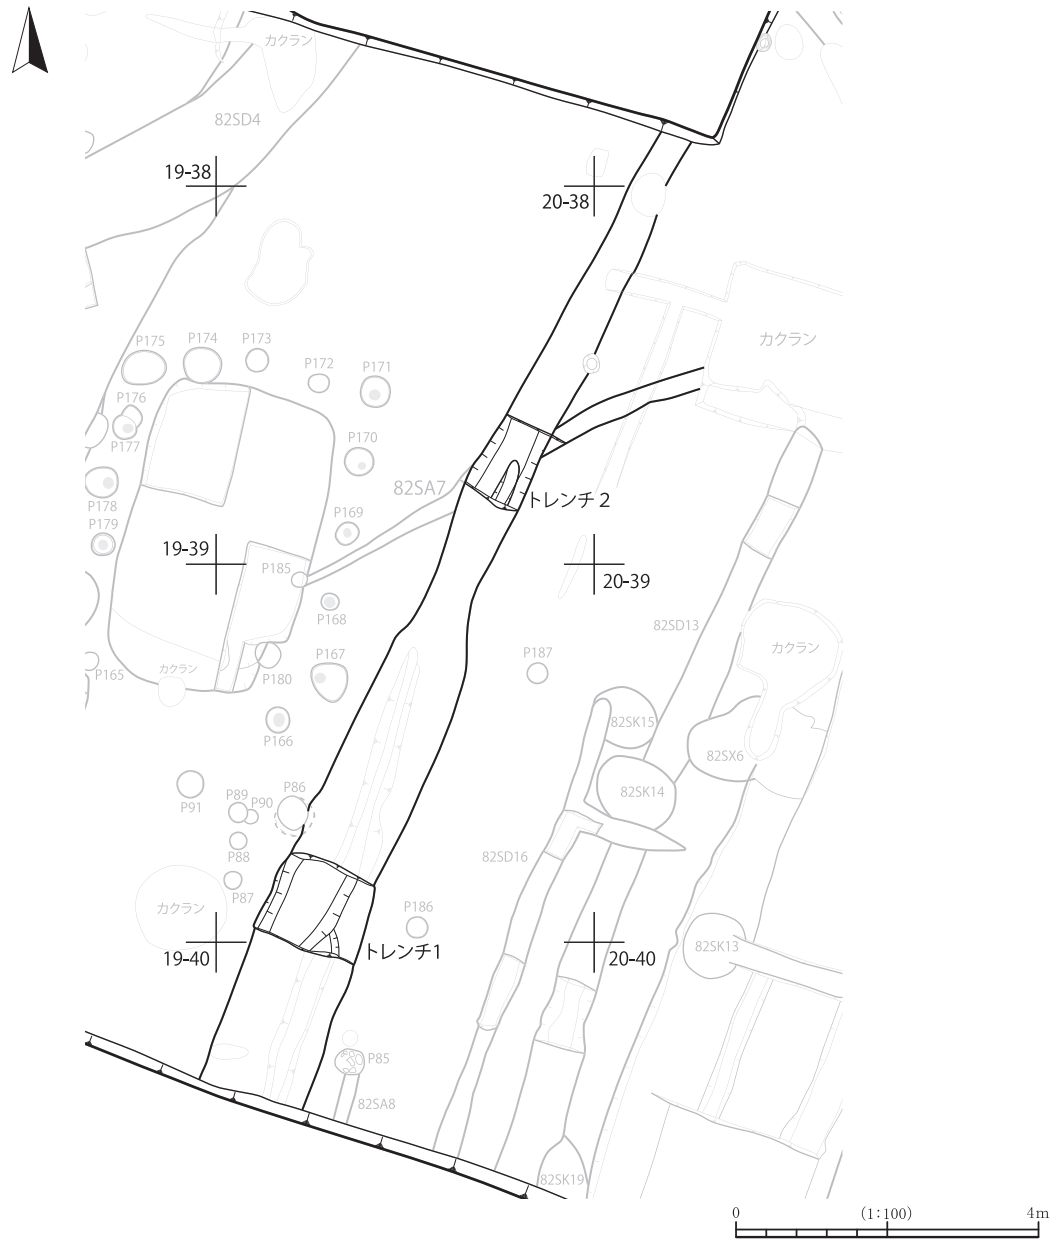 カクラン
82SD4
19-38
20-38
P175
P174
P173
P172
P171
カクラン
P176
P177
P170
P178
P179
82SA7
トレンチ2
P169
19-39
P185
20-39
P168
82SD13
P165
カクラン
P180
P167
P187
カクラン
P166
82SK15
82SX6
P91
P89
P90
P86
82SK14
P88
82SD16
P87
カクラン
P186
19-40
トレンチ1
20-40
82SK13
P85
82SA8
82SK19
0 (1:100) 4m